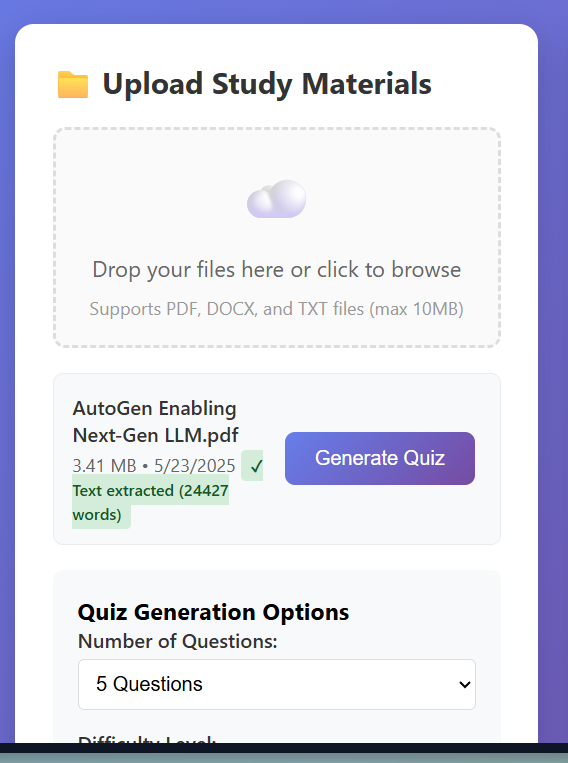 Upload Study Materials
Drop your files here or click to browse
Supports PDF, DOCX, and TXT files (max 10MB)
AutoGen Enabling
Next-Gen LLM.pdf
3.41 MB • 5/23/2025 ✓
Text extracted (24427
words)
Generate Quiz
Quiz Generation Options
Number of Questions:
5 Questions
Difficulty Level: